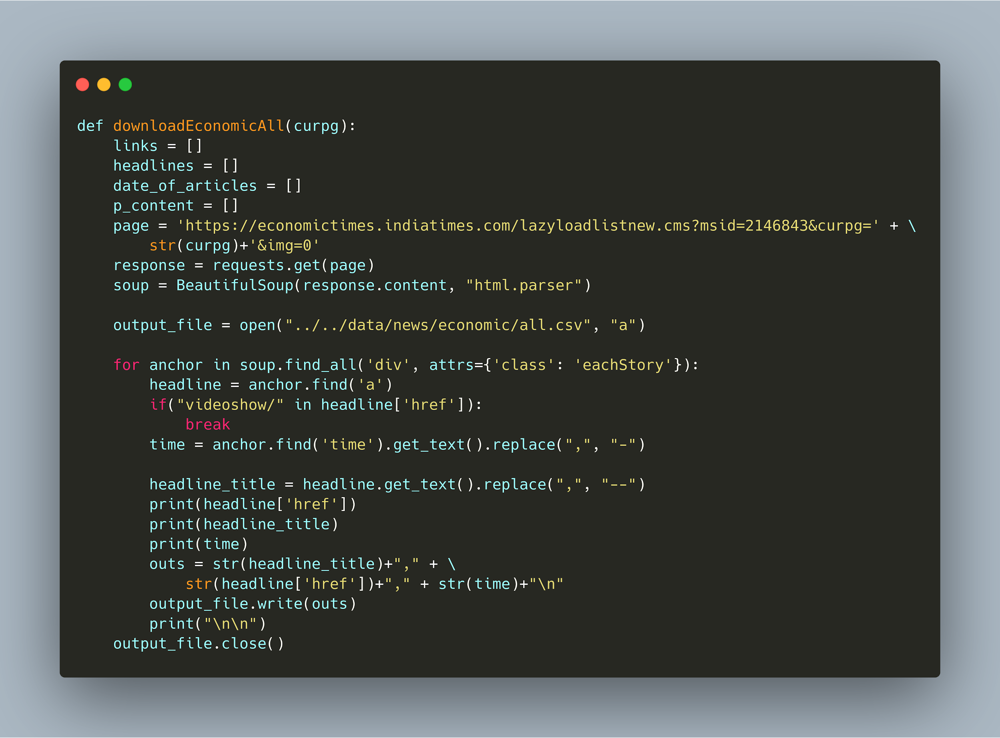 def downloadEconomicAll(curpg):
    links = []
    headlines = []
    date_of_articles = []
    p_content = []
    page = 'https://economictimes.indiatimes.com/lazyloadlistnew.cms?msid=2146843&curpg=' + \
        str(curpg)+'&img=0'
    response = requests.get(page)
    soup = BeautifulSoup(response.content, "html.parser")

    output_file = open("../../data/news/economic/all.csv", "a")

    for anchor in soup.find_all('div', attrs={'class': 'eachStory'}):
        headline = anchor.find('a')
        if("videoshow/" in headline['href']):
            break
        time = anchor.find('time').get_text().replace(",", "-")

        headline_title = headline.get_text().replace(",", "--")
        print(headline['href'])
        print(headline_title)
        print(time)
        outs = str(headline_title)+"," + \
            str(headline['href'])+"," + str(time)+"\n"
        output_file.write(outs)
        print("\n\n")
    output_file.close()